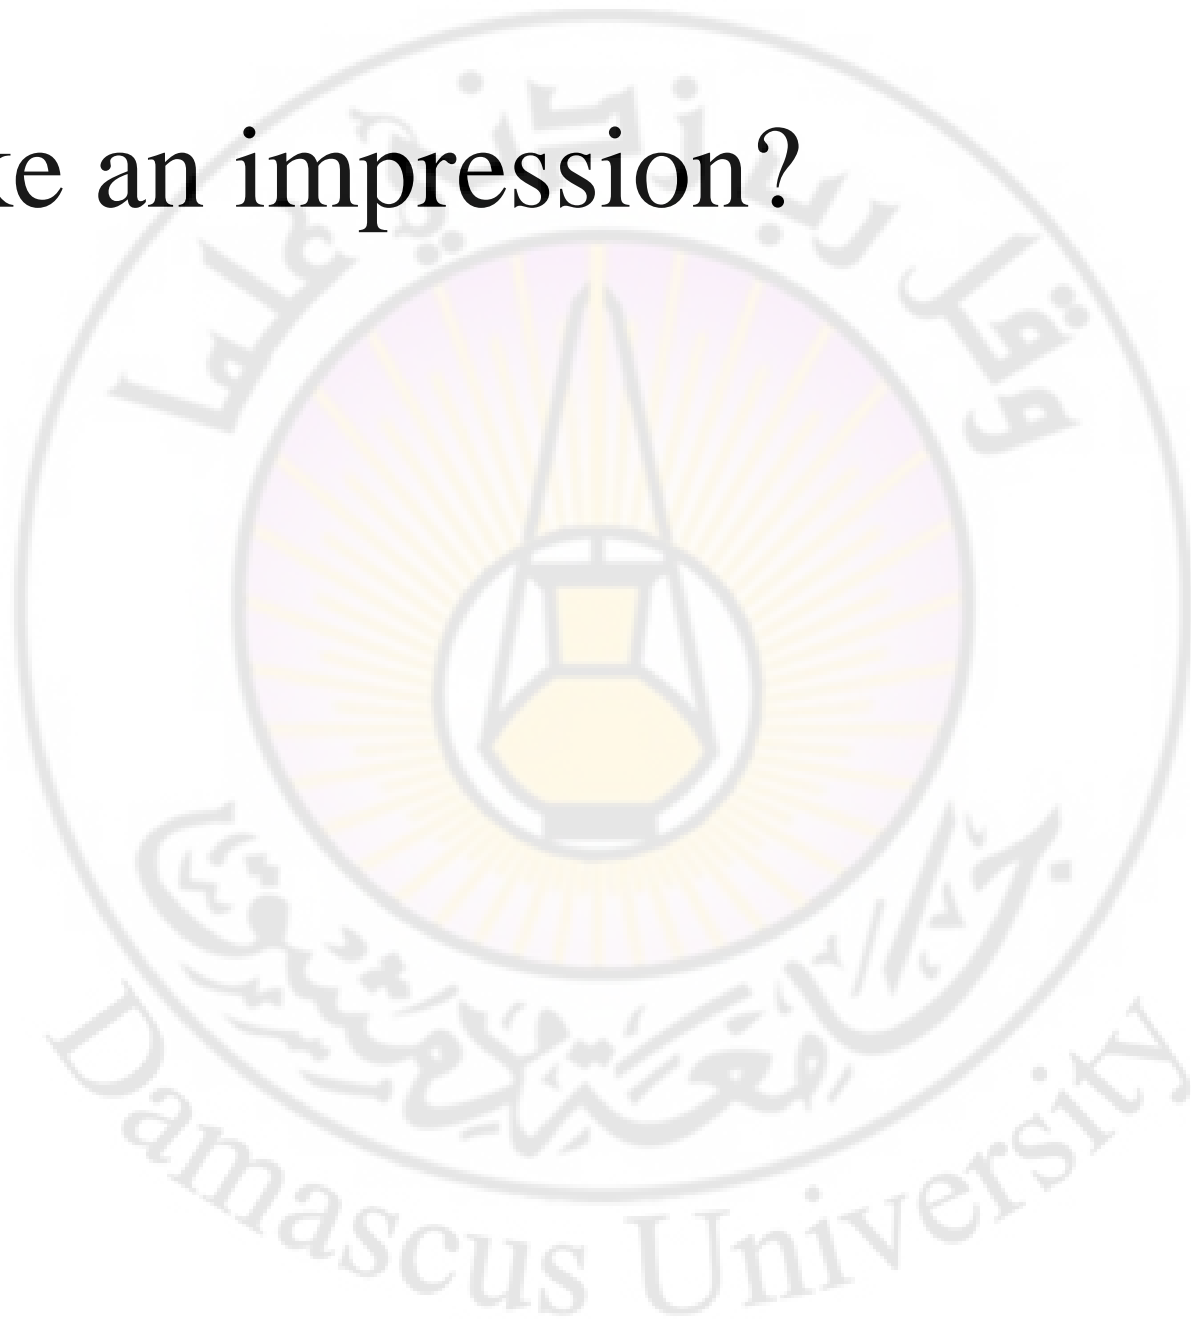 ke an impression?
وقل رب زدني علما
جامعة دمشق
Damascus University